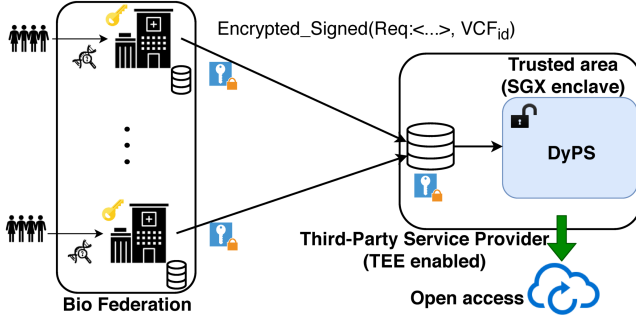 Encrypted_Signed(Req:<...>, VCF_id)
Trusted area
(SGX enclave)
DyPS
Third-Party Service Provider
(TEE enabled)
Open access
Bio Federation